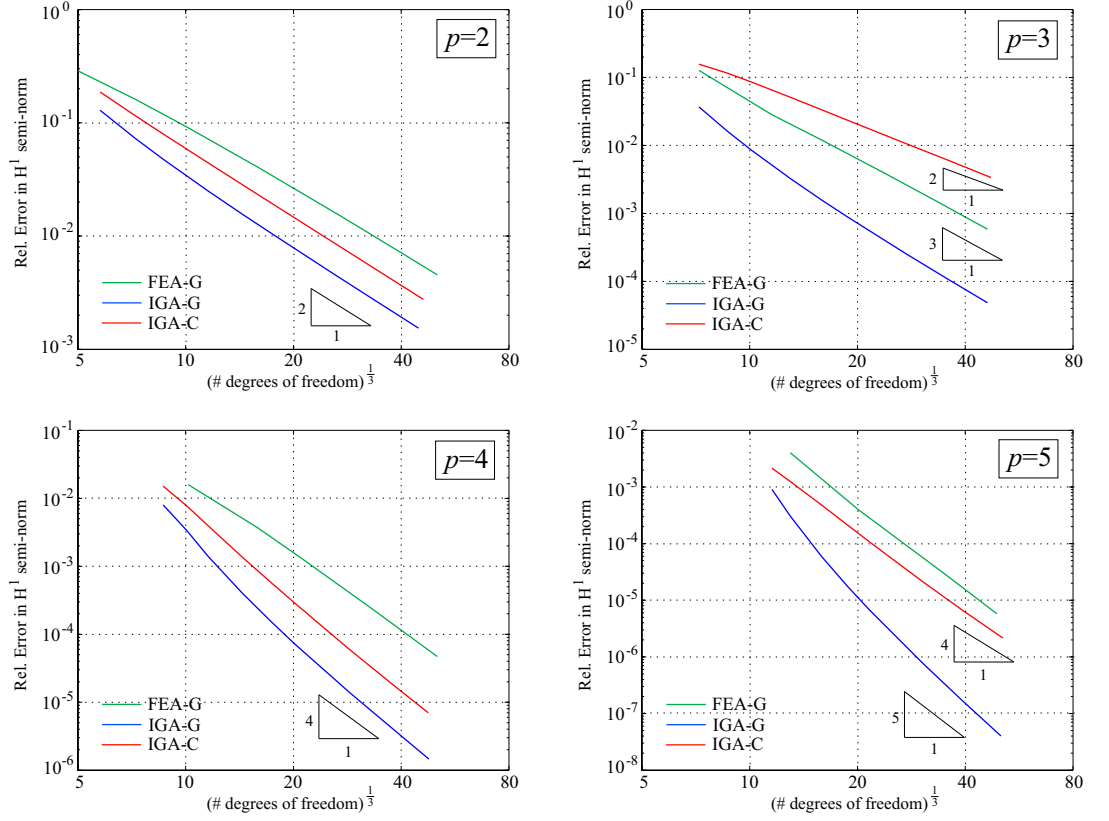 p=2
10^0
10^-1
10^-2
10^-3
Rel. Error in H^1 semi-norm
FEA-G
IGA-G
IGA-C
2
1
5 10 20 40 80
(# degrees of freedom)^1/3
p=3
10^0
10^-1
10^-2
10^-3
10^-4
10^-5
Rel. Error in H^1 semi-norm
2
1
3
1
FEA-G
IGA-G
IGA-C
5 10 20 40 80
(# degrees of freedom)^1/3
p=4
10^-1
10^-2
10^-3
10^-4
10^-5
10^-6
Rel. Error in H^1 semi-norm
FEA-G
IGA-G
IGA-C
4
1
5 10 20 40 80
(# degrees of freedom)^1/3
p=5
10^-2
10^-3
10^-4
10^-5
10^-6
10^-7
10^-8
Rel. Error in H^1 semi-norm
4
1
5
1
FEA-G
IGA-G
IGA-C
5 10 20 40 80
(# degrees of freedom)^1/3